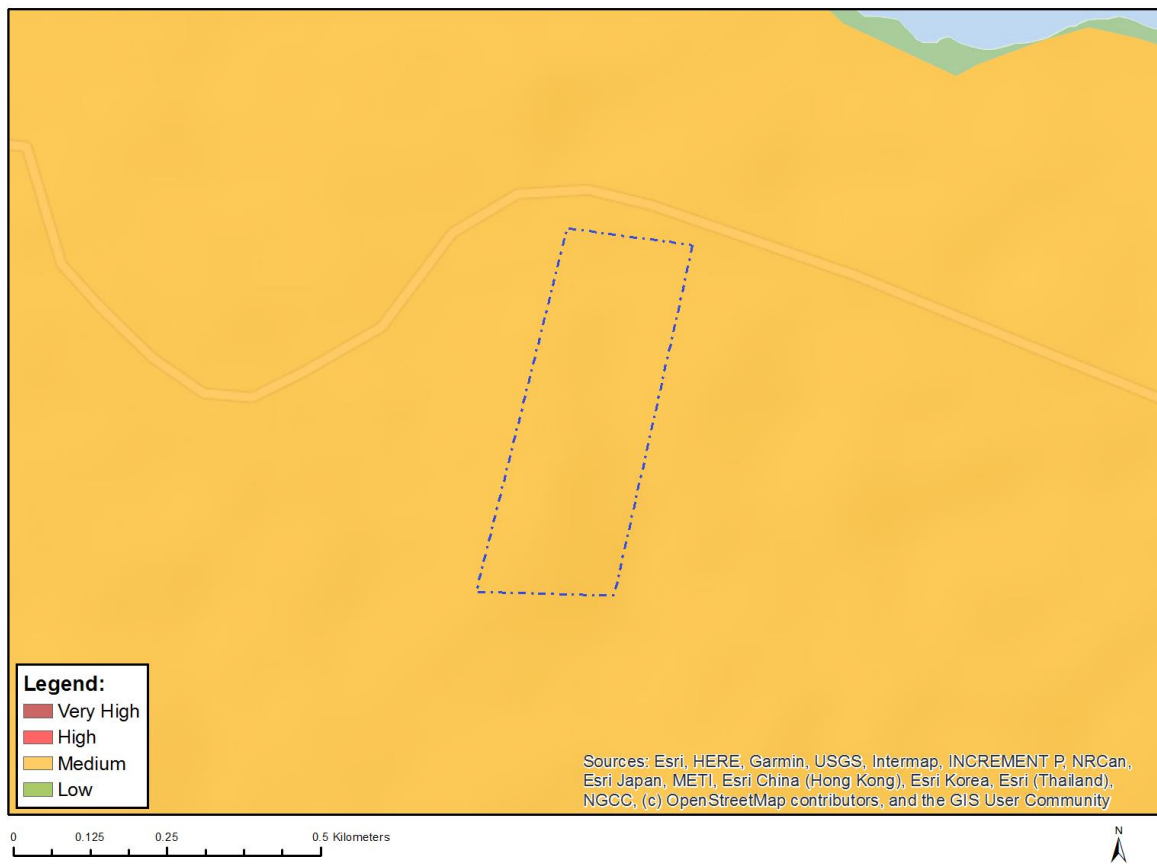 Legend:
Very High
High
Medium
Low
Sources: Esri, HERE, Garmin, USGS, Intermap, INCREMENT P, NRCan,
Esri Japan, METI, Esri China (Hong Kong), Esri Korea, Esri (Thailand),
NGCC, (c) OpenStreetMap contributors, and the GIS User Community
0 0.125 0.25 0.5 Kilometers
N